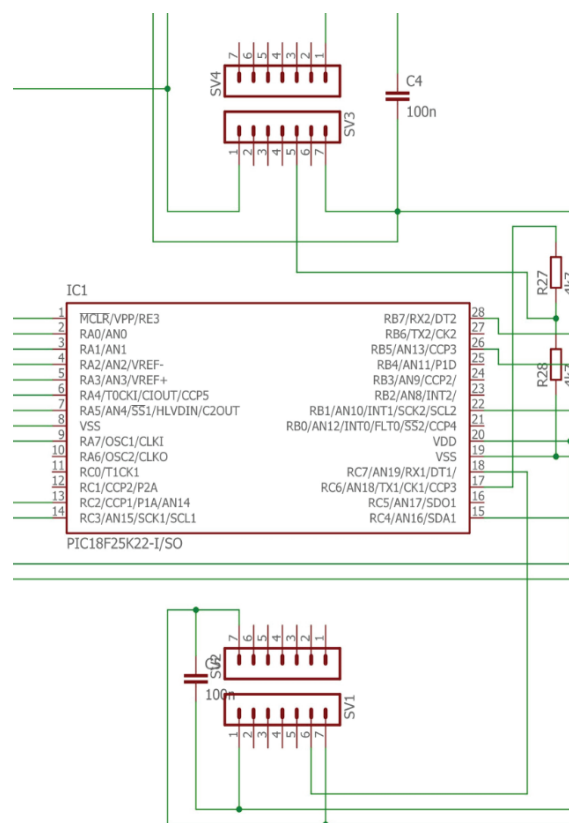 7 6 5 4 3 2 1
SV4
C4
100n
SV3
1 2 3 4 5 6 7
R27
4k7
IC1
1 MCLR/VPP/RE3 RB7/RX2/DT2 28
2 RA0/AN0 RB6/TX2/CK2 27
3 RA1/AN1 RB5/AN13/CCP3 26
4 RA2/AN2/VREF- RB4/AN11/P1D 25
5 RA3/AN3/VREF+ RB3/AN9/CCP2/ 24
6 RA4/T0CKI/CIOUT/CCP5 RB2/AN8/INT2/ 23
7 RA5/AN4/SS1/HLVDIN/C2OUT RB1/AN10/INT1/SCK2/SCL2 22
8 VSS RB0/AN12/INT0/FLT0/SS2/CCP4 21
9 RA7/OSC1/CLKI VDD 20
10 RA6/OSC2/CLKO VSS 19
11 RC0/T1CK1 RC7/AN19/RX1/DT1/ 18
12 RC1/CCP2/P2A RC6/AN18/TX1/CK1/CCP3 17
13 RC2/CCP1/P1A/AN14 RC5/AN17/SDO1 16
14 RC3/AN15/SCK1/SCL1 RC4/AN16/SDA1 15
R28
4k7
PIC18F25K22-I/SO
7 6 5 4 3 2 1
SV2
100n
SV1
1 2 3 4 5 6 7